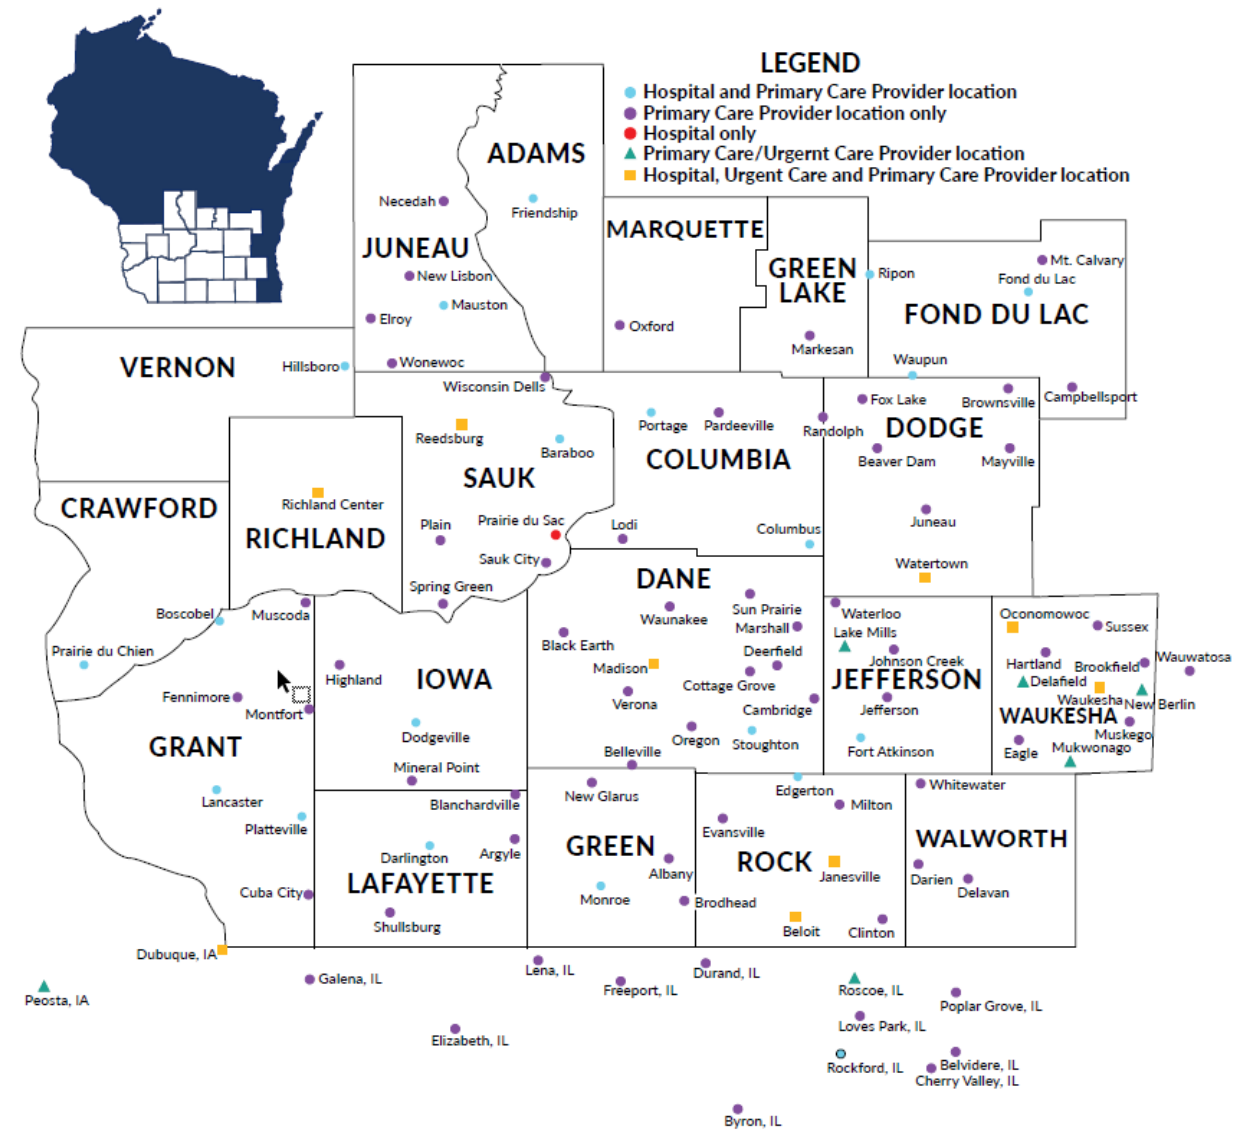 LEGEND
Hospital and Primary Care Provider location
Primary Care Provider location only
Hospital only
Primary Care/Urgernt Care Provider location
Hospital, Urgent Care and Primary Care Provider location
ADAMS
Necedah
Friendship
MARQUETTE
JUNEAU
GREEN
LAKE
Mt. Calvary
New Lisbon
Ripon
Fond du Lac
Mauston
FOND DU LAC
Elroy
Oxford
Markesan
VERNON
Hillsboro
Wonewoc
Waupun
Wisconsin Dells
Fox Lake
Brownsville
Campbellsport
Portage
Pardeeville
Randolph
DODGE
Reedsburg
Baraboo
COLUMBIA
Beaver Dam
Mayville
SAUK
CRAWFORD
Richland Center
RICHLAND
Plain
Prairie du Sac
Lodi
Columbus
Juneau
Sauk City
Watertown
DANE
Spring Green
Boscobel
Muscoda
Waunakee
Sun Prairie
Marshall
Waterloo
Lake Mills
Oconomowoc
Sussex
Prairie du Chien
Black Earth
Deerfield
Johnson Creek
Hartland
Brookfield
Wauwatosa
Highland
IOWA
Madison
Cottage Grove
JEFFERSON
Delafield
Fennimore
Montfort
Verona
Cambridge
Jefferson
Waukesha
New Berlin
WAUKESHA
GRANT
Dodgeville
Oregon
Stoughton
Fort Atkinson
Muskego
Eagle
Mukwonago
Belleville
Mineral Point
Lancaster
Blanchardville
New Glarus
Edgerton
Milton
Whitewater
Platteville
Evansville
WALWORTH
Darlington
Argyle
GREEN
ROCK
Albany
Janesville
Darien
Delavan
LAFAYETTE
Cuba City
Monroe
Brodhead
Shullsburg
Beloit
Clinton
Dubuque, IA
Galena, IL
Lena, IL
Freeport, IL
Durand, IL
Peosta, IA
Roscoe, IL
Poplar Grove, IL
Elizabeth, IL
Loves Park, IL
Rockford, IL
Belvidere, IL
Cherry Valley, IL
Byron, IL